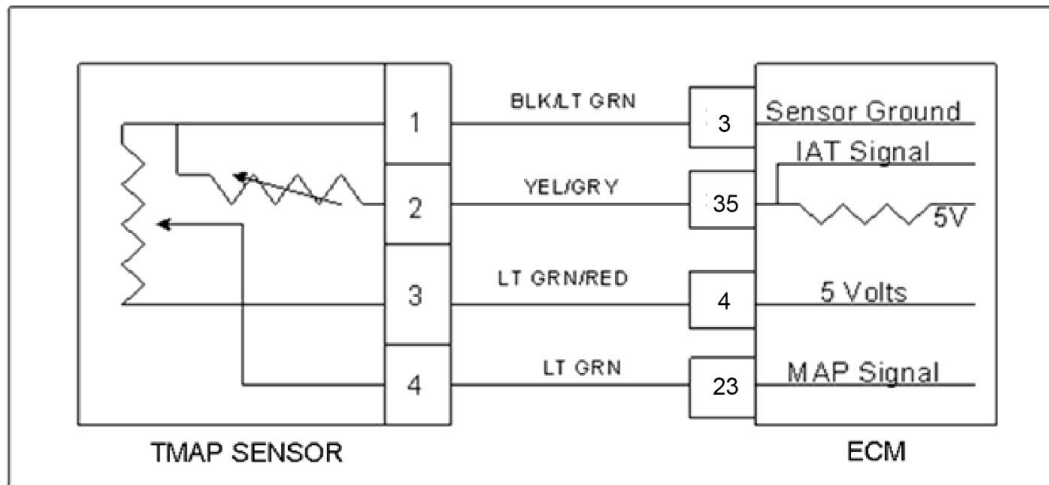 1 BLK/LT GRN 3 Sensor Ground
IAT Signal
2 YEL/GRY 35 5V
3 LT GRN/RED 4 5 Volts
4 LT GRN 23 MAP Signal
TMAP SENSOR ECM